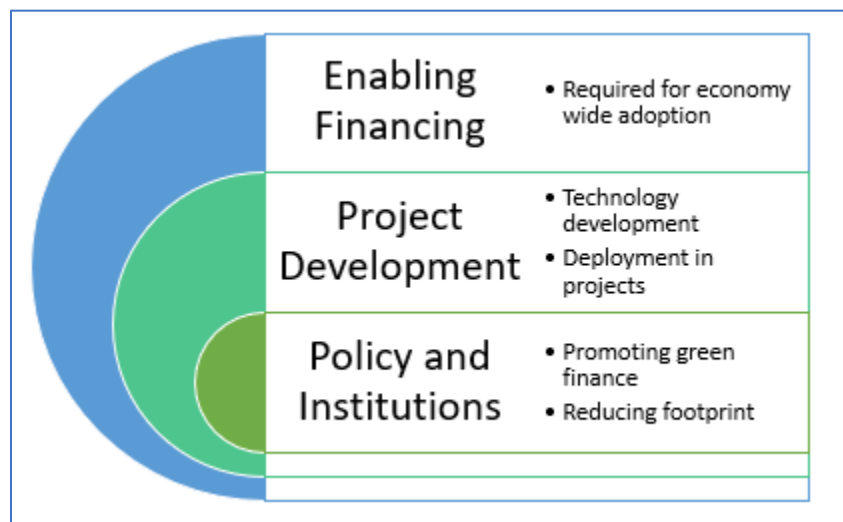 Enabling
Financing
• Required for economy
wide adoption
Project
Development
• Technology
development
• Deployment in
projects
Policy and
Institutions
• Promoting green
finance
• Reducing footprint